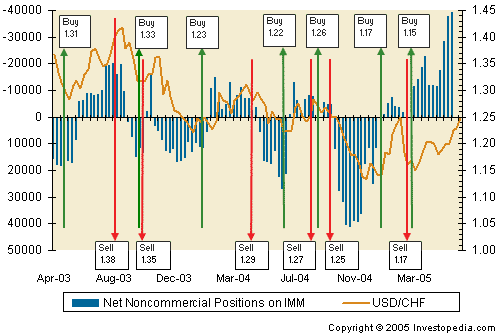 -40000
-30000
-20000
-10000
0
10000
20000
30000
40000
50000
1.45
1.40
1.35
1.30
1.25
1.20
1.15
1.10
1.05
1.00
Buy
1.31
Buy
1.33
Buy
1.23
Buy
1.22
Buy
1.26
Buy
1.17
Buy
1.15
Sell
1.38
Sell
1.35
Sell
1.29
Sell
1.27
Sell
1.25
Sell
1.17
Apr-03 Aug-03 Dec-03 Mar-04 Jul-04 Nov-04 Mar-05
Net Noncommercial Positions on IMM USD/CHF
Copyright © 2005 Investopedia.com